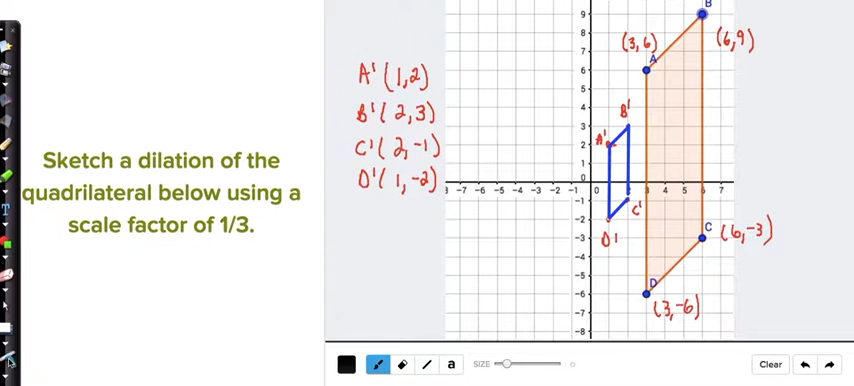 Sketch a dilation of the
quadrilateral below using a
scale factor of 1/3.
A' (1,2)
B' (2,3)
C' (2,-1)
D' (1,-2)
B
(6,9)
(3,6)
A
9
8
7
6
5
4
3
2
1
0
-1
-2
-3
-4
-5
-6
-7
-8
-7 -6 -5 -4 -3 -2 -1 0 3 5 6 7
B'
A'
C'
D'
C (6,-3)
D
(3,-6)
T
a
SIZE
Clear